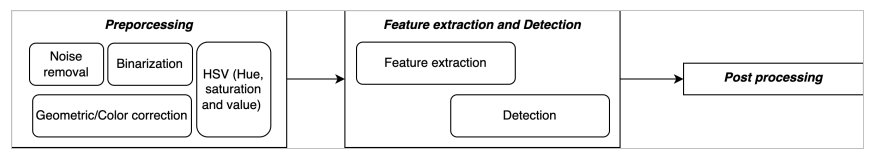 Preporcessing
Noise
removal
Binarization
HSV (Hue,
saturation
and value)
Geometric/Color correction
Feature extraction and Detection
Feature extraction
Detection
Post processing